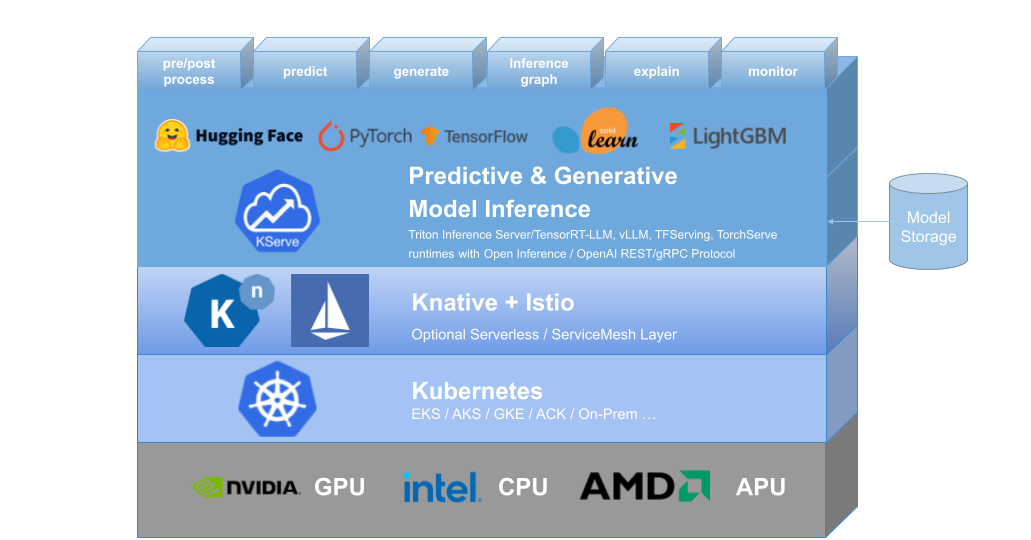 pre/post
process
predict
generate
Inference
graph
explain
monitor
Hugging Face
PyTorch
TensorFlow
scikit
learn
LightGBM
KServe
Predictive & Generative
Model Inference
Triton Inference Server/TensorRT-LLM, vLLM, TFServing, TorchServe
runtimes with Open Inference / OpenAI REST/gRPC Protocol
Model
Storage
K
n
Knative + Istio
Optional Serverless / ServiceMesh Layer
Kubernetes
EKS / AKS / GKE / ACK / On-Prem …
NVIDIA. GPU
intel. CPU
AMD APU